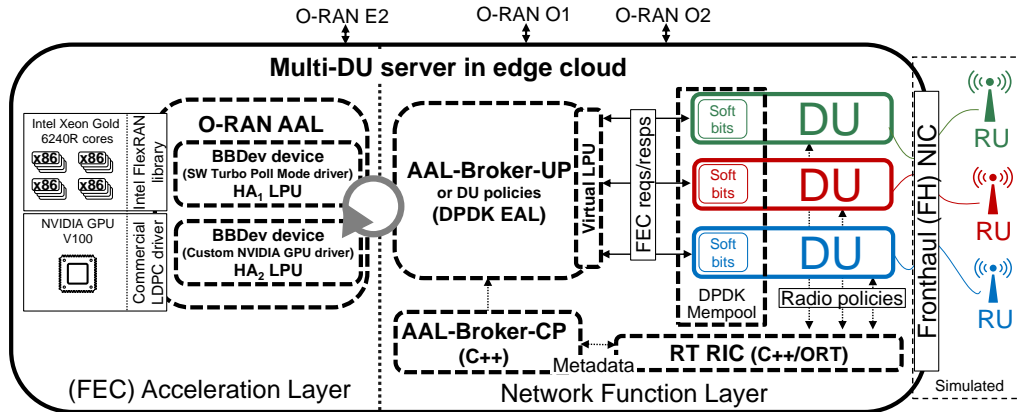 O-RAN E2
O-RAN O1
O-RAN O2
Multi-DU server in edge cloud
Intel Xeon Gold
6240R cores
x86
x86
x86
x86
Intel FlexRAN
library
NVIDIA GPU
V100
Commercial
LDPC driver
O-RAN AAL
BBDev device
(SW Turbo Poll Mode driver)
HA1 LPU
BBDev device
(Custom NVIDIA GPU driver)
HA2 LPU
(FEC) Acceleration Layer
AAL-Broker-UP
or DU policies
(DPDK EAL)
Virtual LPU
FEC reqs/resps
Soft
bits
DU
Soft
bits
DU
Soft
bits
DU
DPDK
Mempool
Radio policies
AAL-Broker-CP
(C++)
Metadata
RT RIC (C++/ORT)
Network Function Layer
Fronthaul (FH) NIC
RU
RU
RU
Simulated